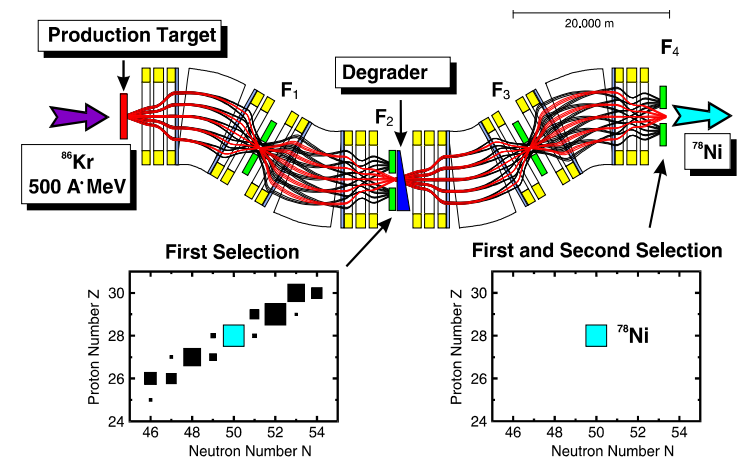 Production Target
20.000 m
F4
Degrader
F1
F3
F2
86Kr
500 A·MeV
78Ni
First Selection
First and Second Selection
Proton Number Z
30
28
26
24
78Ni
46
48
50
52
54
Neutron Number N
Proton Number Z
30
28
26
24
46
48
50
52
54
Neutron Number N